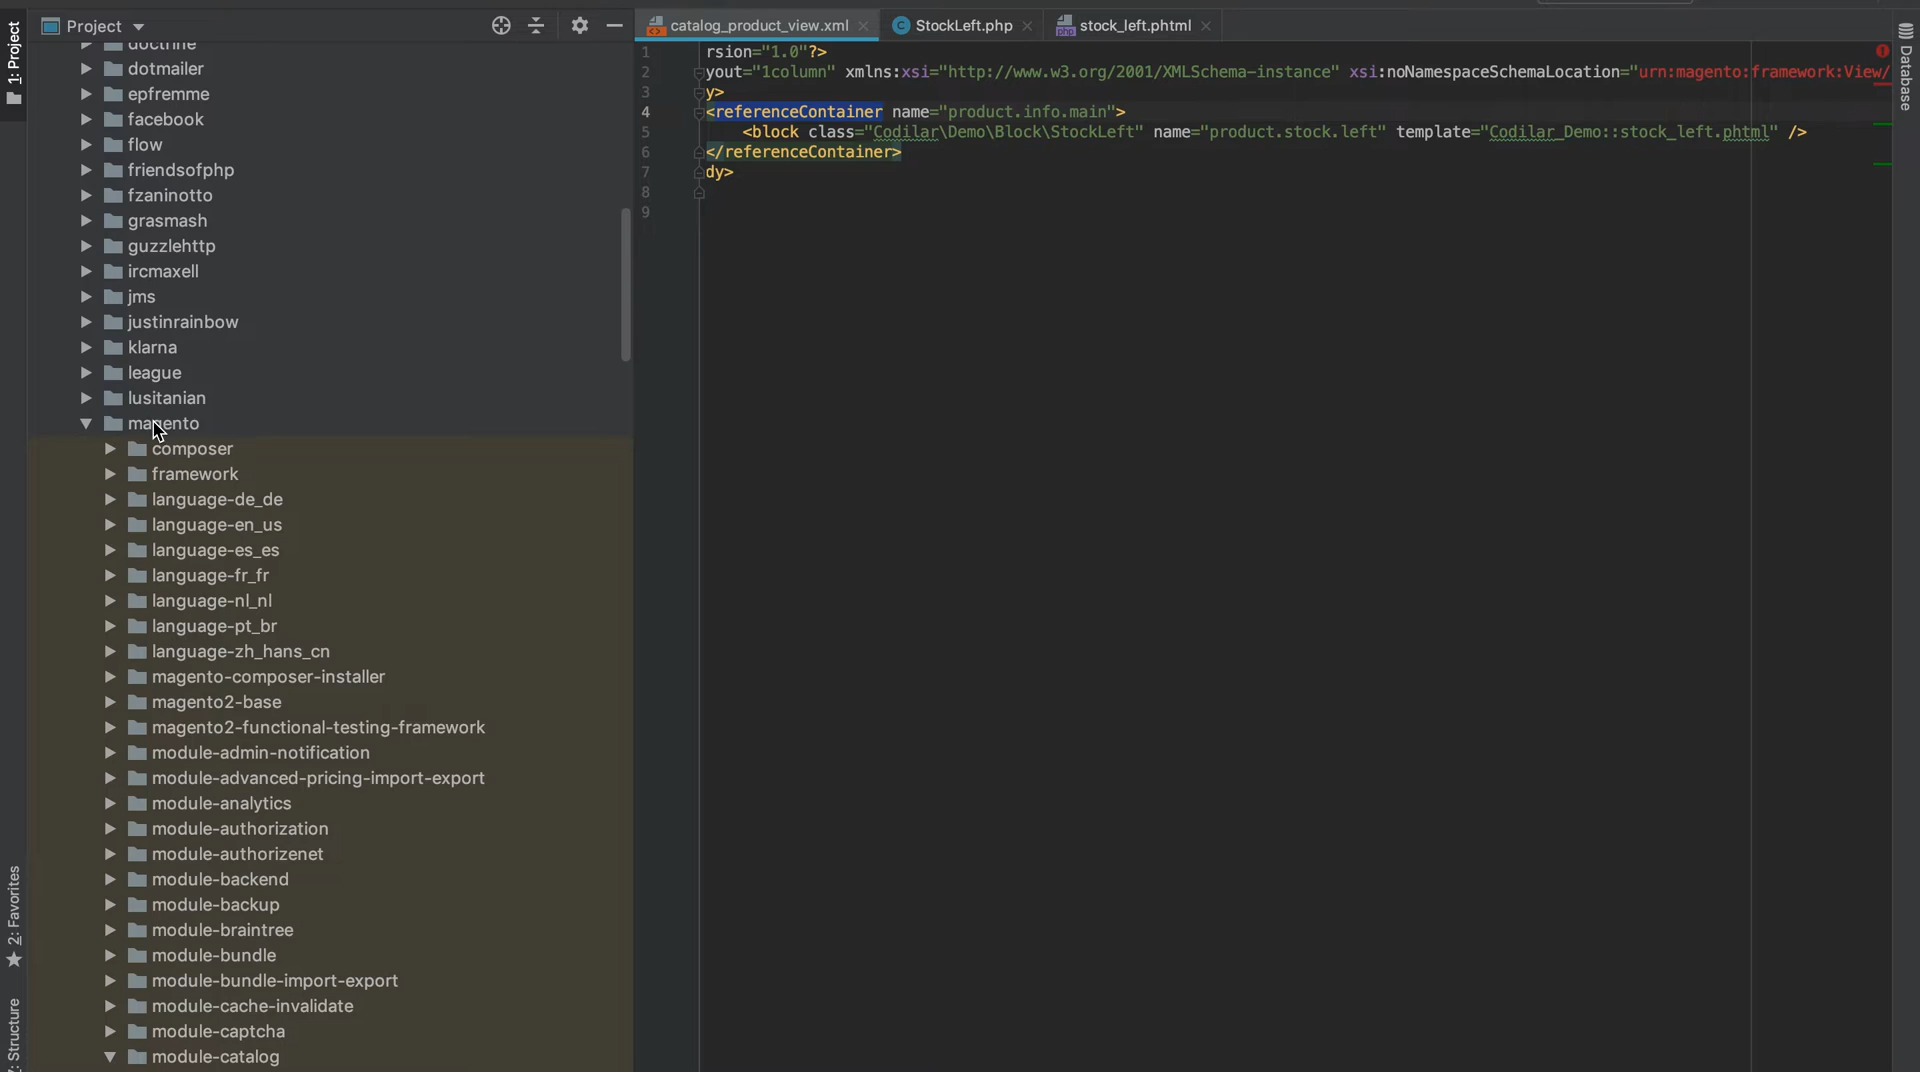 1: Project
Project
catalog_product_view.xml
StockLeft.php
stock_left.phtml
doctrine
dotmailer
epfremme
facebook
flow
friendsofphp
fzaninotto
grasmash
guzzlehttp
ircmaxell
jms
justinrainbow
klarna
league
lusitanian
magento
composer
framework
language-de_de
language-en_us
language-es_es
language-fr_fr
language-nl_nl
language-pt_br
language-zh_hans_cn
magento-composer-installer
magento2-base
magento2-functional-testing-framework
module-admin-notification
module-advanced-pricing-import-export
module-analytics
module-authorization
module-authorizenet
module-backend
module-backup
module-braintree
module-bundle
module-bundle-import-export
module-cache-invalidate
module-captcha
module-catalog
2: Favorites
7: Structure
1 rsion="1.0"?>
2 yout="1column" xmlns:xsi="http://www.w3.org/2001/XMLSchema-instance" xsi:noNamespaceSchemaLocation="urn:magento:framework:View/
3 y>
4 <referenceContainer name="product.info.main">
5 <block class="Codilar\Demo\Block\StockLeft" name="product.stock.left" template="Codilar_Demo::stock_left.phtml" />
6 </referenceContainer>
7 dy>
8
9
Database